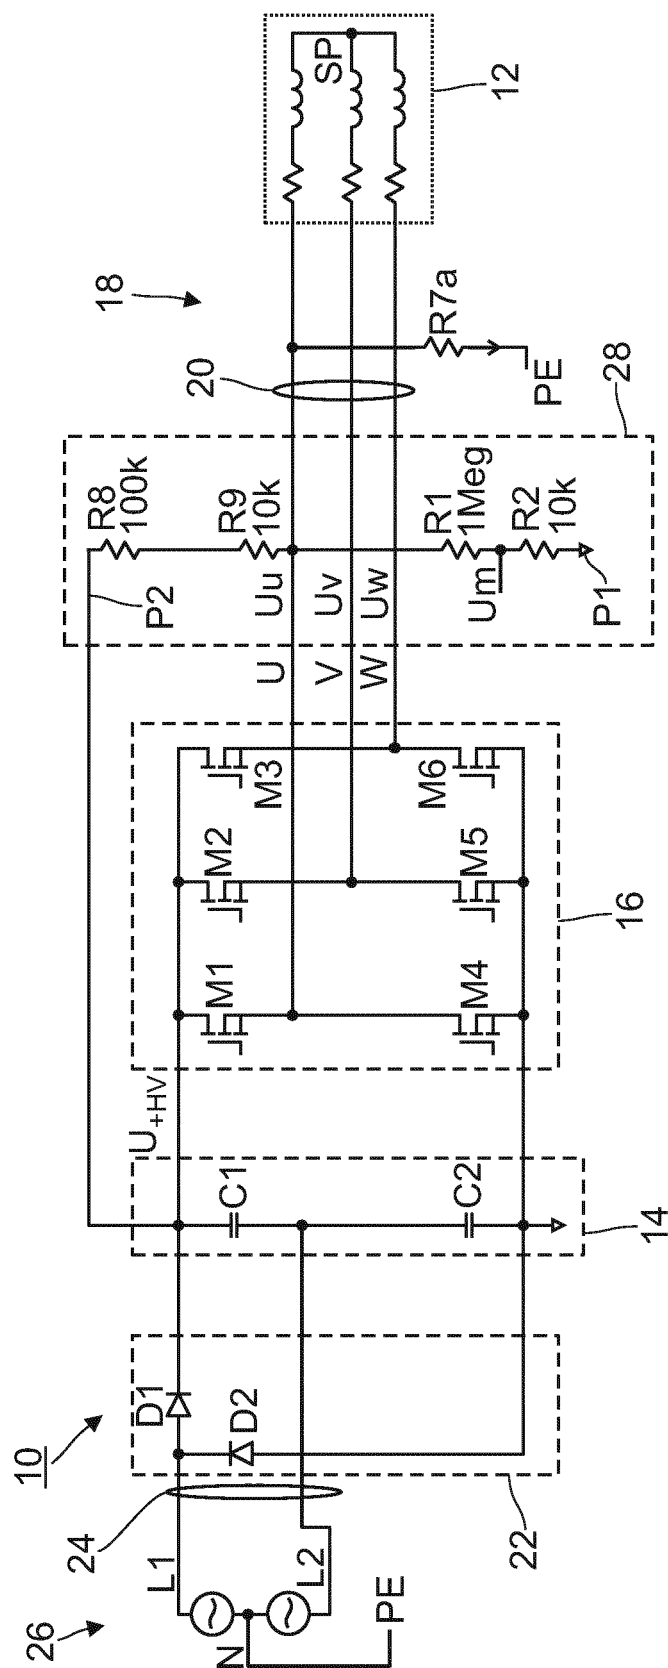 10
26
24
L1
L2
N
PE
22
D1
D2
14
C1
C2
U+HV
16
M1
M2
M3
M4
M5
M6
U
V
W
Uu
Uv
Uw
P2
R8
100k
R9
10k
R1
1Meg
R2
10k
Um
P1
28
20
18
R7a
PE
SP
12